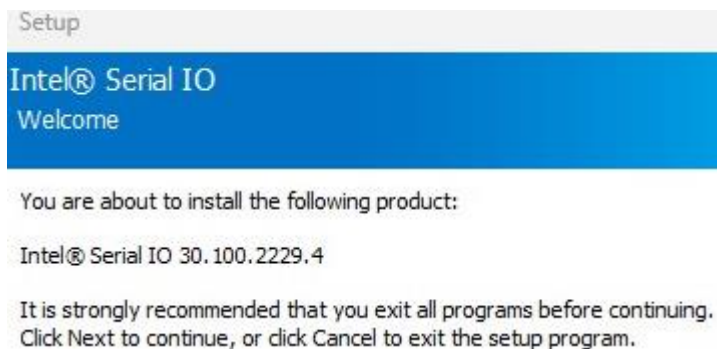 Setup
Intel® Serial IO
Welcome
You are about to install the following product:
Intel® Serial IO 30.100.2229.4
It is strongly recommended that you exit all programs before continuing.
Click Next to continue, or click Cancel to exit the setup program.